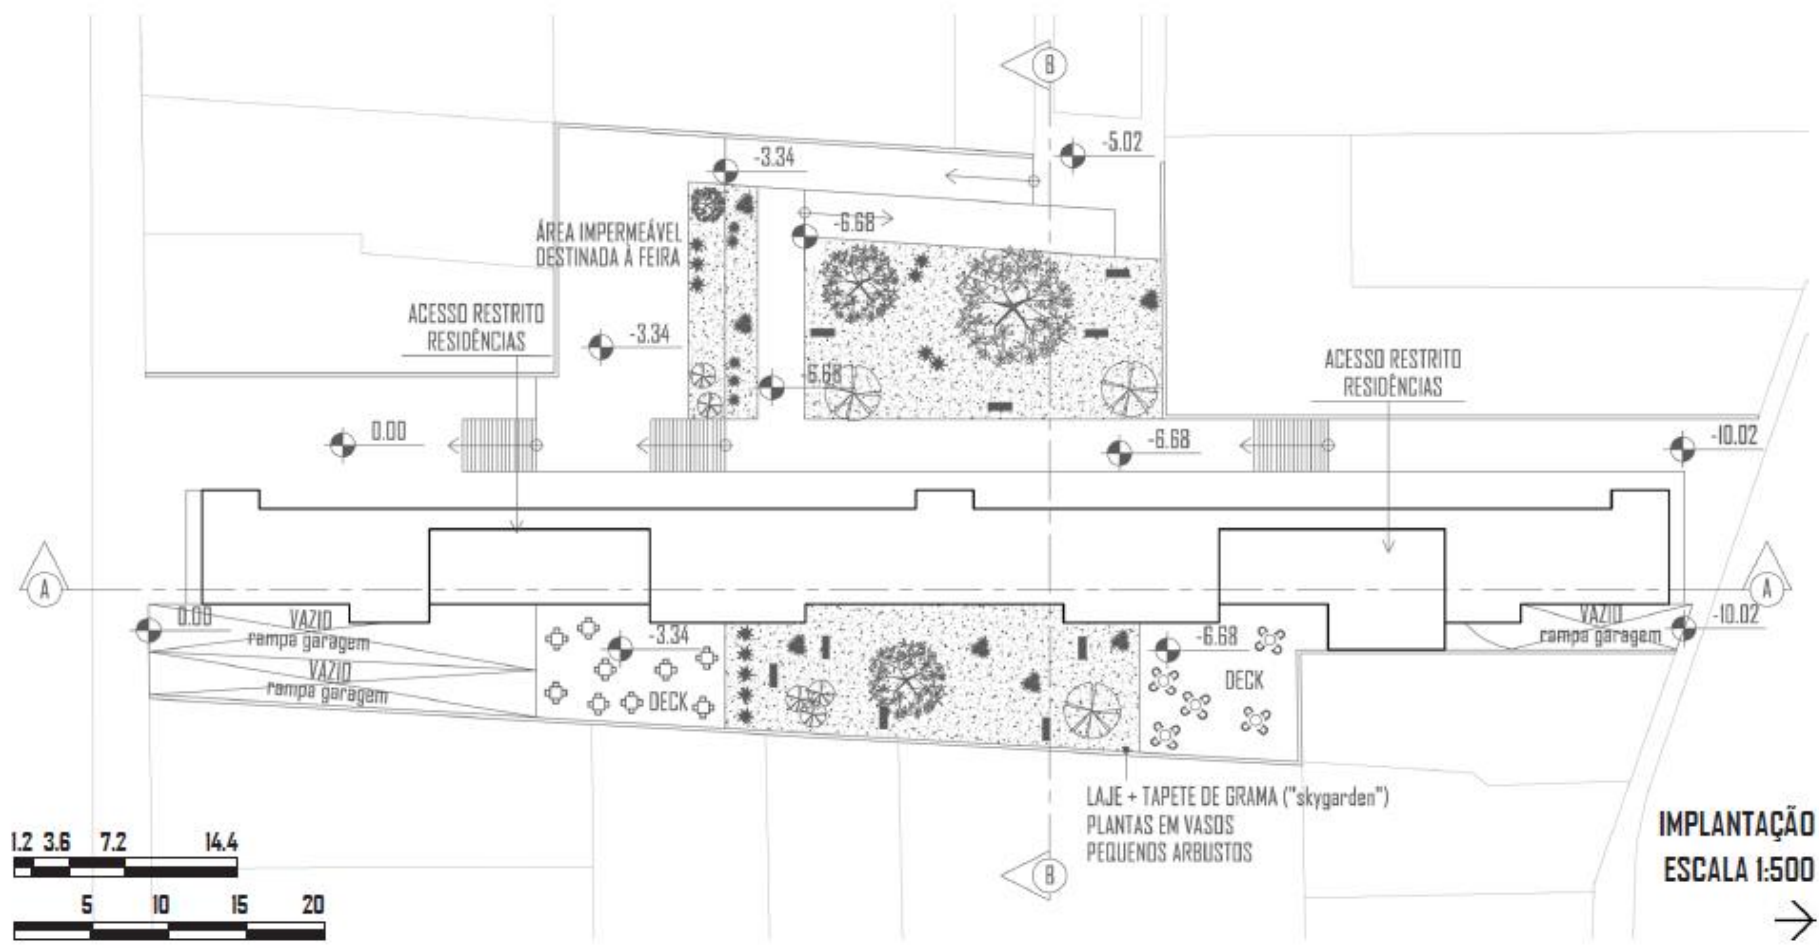 B
-5.02
-3.34
-6.68
ÁREA IMPERMEÁVEL
DESTINADA À FEIRA
ACESSO RESTRITO
RESIDÊNCIAS
-3.34
-6.68
ACESSO RESTRITO
RESIDÊNCIAS
0.00
-6.68
-10.02
A
A
0.00
VAZIO
rampa garagem
VAZIO
rampa garagem
-3.34
DECK
-6.68
DECK
VAZIO
rampa garagem
-10.02
LAJE + TAPETE DE GRAMA ("skygarden")
PLANTAS EM VASOS
PEQUENOS ARBUSTOS
B
1.2 3.6 7.2 14.4
5 10 15 20
IMPLANTAÇÃO
ESCALA 1:500